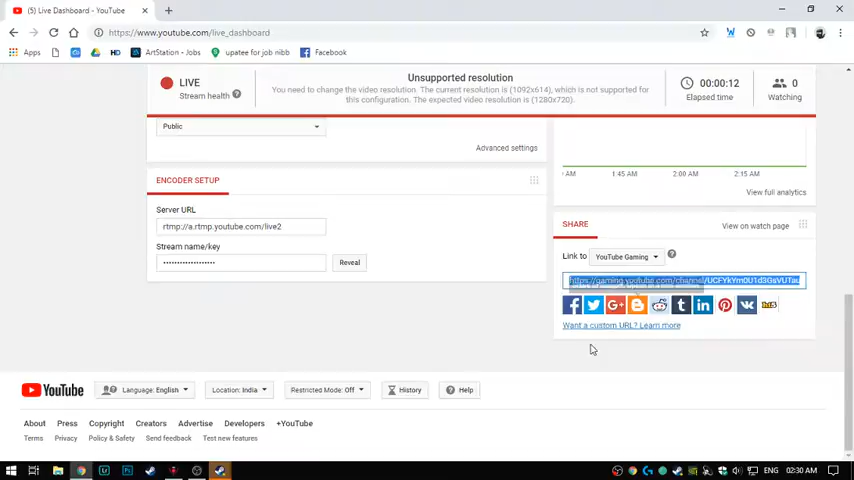 (5) Live Dashboard - YouTube
https://www.youtube.com/live_dashboard
Apps
HD
ArtStation - Jobs
upatee for job nibb
Facebook
LIVE
Stream health
Unsupported resolution
You need to change the video resolution. The current resolution is (1092x614), which is not supported for
this configuration. The expected video resolution is (1280x720).
00:00:12
Elapsed time
0
Watching
Public
Advanced settings
AM
1:45 AM
2:00 AM
2:15 AM
View full analytics
ENCODER SETUP
Server URL
rtmp://a.rtmp.youtube.com/live2
Stream name/key
••••••••••••••••••
Reveal
SHARE
View on watch page
Link to
YouTube Gaming
https://gaming.youtube.com/channel/UCFYkYm0U1d3GsVUTau
Want a custom URL? Learn more
YouTube
Language: English
Location: India
Restricted Mode: Off
History
Help
About
Press
Copyright
Creators
Advertise
Developers
+YouTube
Terms
Privacy
Policy & Safety
Send feedback
Test new features
ENG
02:30 AM